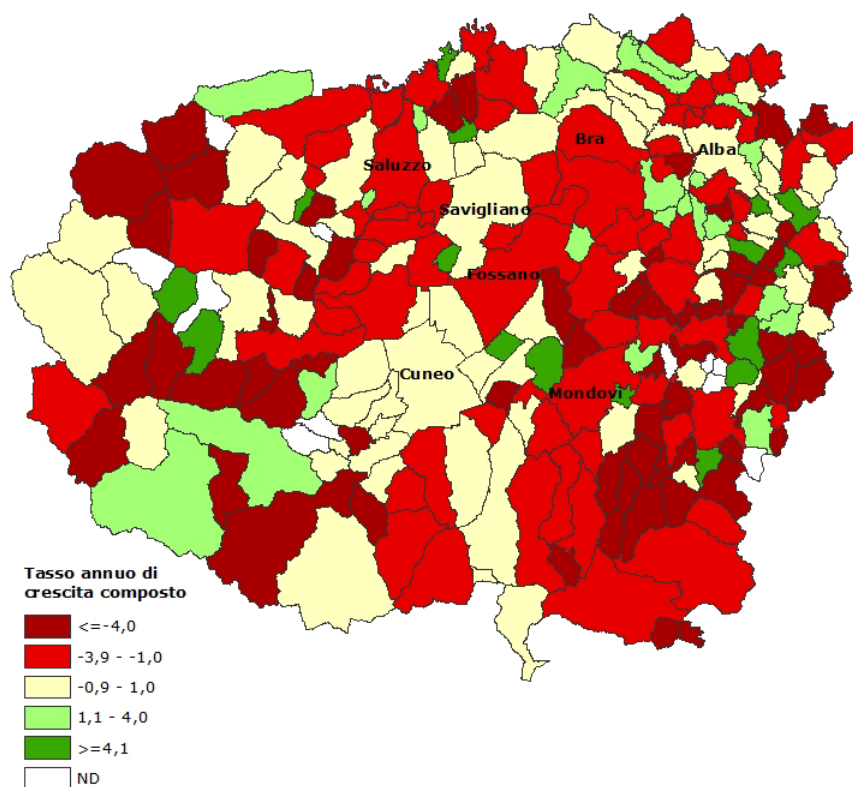 Bra
Alba
Saluzzo
Savigliano
Fossano
Cuneo
Mondovì
Tasso annuo di
crescita composto
<=-4,0
-3,9 - -1,0
-0,9 - 1,0
1,1 - 4,0
>=4,1
ND